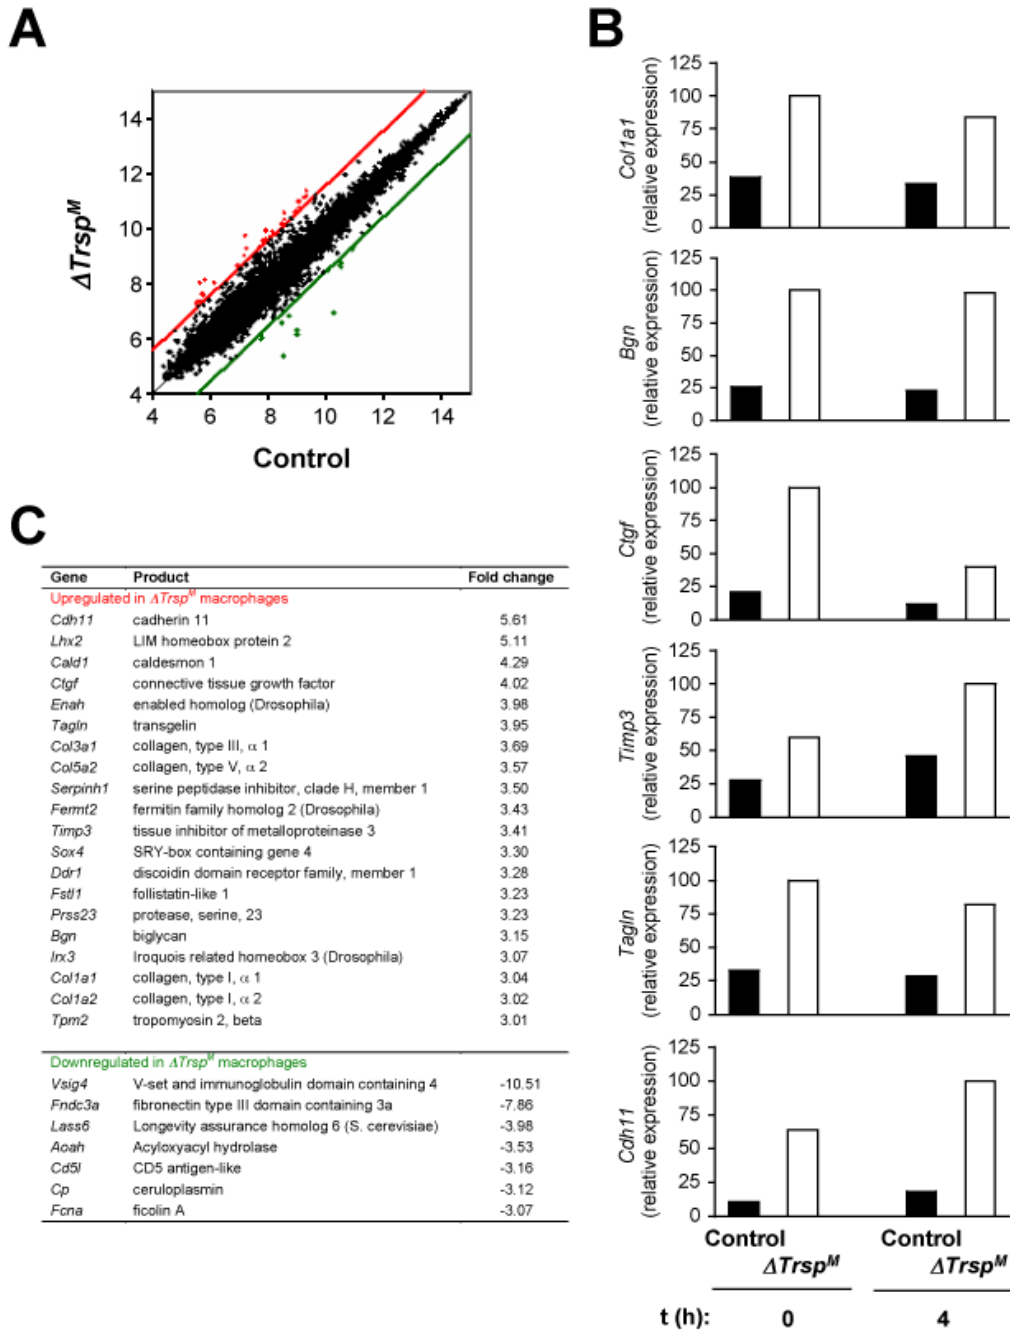 A
ΔTrsp^M
14
12
10
8
6
4
4 6 8 10 12 14
Control
B
Col1a1
(relative expression)
125
100
75
50
25
0
Bgn
(relative expression)
125
100
75
50
25
0
Ctgf
(relative expression)
125
100
75
50
25
0
Timp3
(relative expression)
125
100
75
50
25
0
Tagln
(relative expression)
125
100
75
50
25
0
Cdh11
(relative expression)
125
100
75
50
25
0
Control Control
ΔTrsp^M ΔTrsp^M
t (h): 0 4
C
Gene Product Fold change
Upregulated in ΔTrsp^M macrophages
Cdh11 cadherin 11 5.61
Lhx2 LIM homeobox protein 2 5.11
Cald1 caldesmon 1 4.29
Ctgf connective tissue growth factor 4.02
Enah enabled homolog (Drosophila) 3.98
Tagln transgelin 3.95
Col3a1 collagen, type III, α 1 3.69
Col5a2 collagen, type V, α 2 3.57
Serpinh1 serine peptidase inhibitor, clade H, member 1 3.50
Fermt2 fermitin family homolog 2 (Drosophila) 3.43
Timp3 tissue inhibitor of metalloproteinase 3 3.41
Sox4 SRY-box containing gene 4 3.30
Ddr1 discoidin domain receptor family, member 1 3.28
Fstl1 follistatin-like 1 3.23
Prss23 protease, serine, 23 3.23
Bgn biglycan 3.15
Irx3 Iroquois related homeobox 3 (Drosophila) 3.07
Col1a1 collagen, type I, α 1 3.04
Col1a2 collagen, type I, α 2 3.02
Tpm2 tropomyosin 2, beta 3.01
Downregulated in ΔTrsp^M macrophages
Vsig4 V-set and immunoglobulin domain containing 4 -10.51
Fndc3a fibronectin type III domain containing 3a -7.86
Lass6 Longevity assurance homolog 6 (S. cerevisiae) -3.98
Aoah Acyloxyacyl hydrolase -3.53
Cd5l CD5 antigen-like -3.16
Cp ceruloplasmin -3.12
Fcna ficolin A -3.07